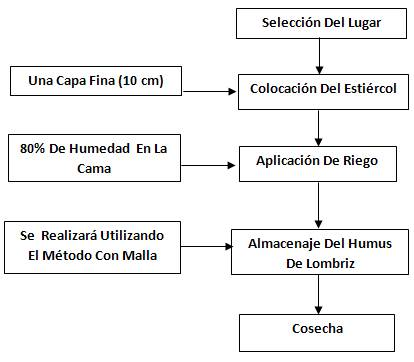 Selección Del Lugar
Una Capa Fina (10 cm)
Colocación Del Estiércol
80% De Humedad En La
Cama
Aplicación De Riego
Se Realizará Utilizando
El Método Con Malla
Almacenaje Del Humus
De Lombriz
Cosecha